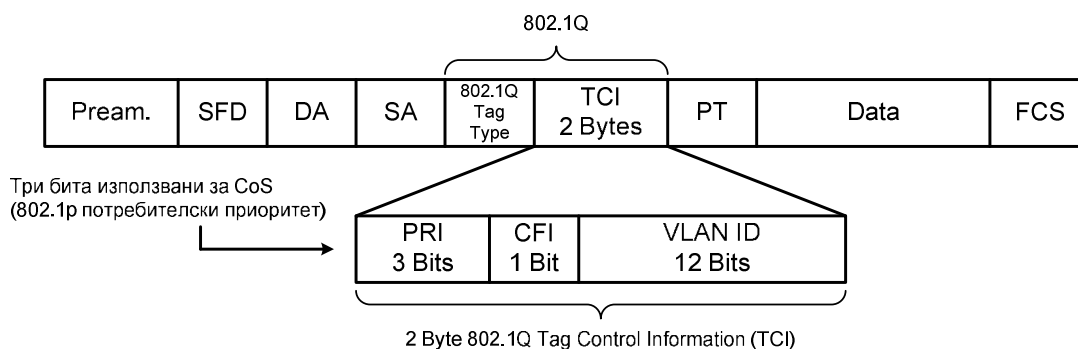 802.1Q
Pream.
SFD
DA
SA
802.1Q
Tag
Type
TCI
2 Bytes
PT
Data
FCS
Три бита използвани за CoS
(802.1p потребителски приоритет)
PRI
3 Bits
CFI
1 Bit
VLAN ID
12 Bits
2 Byte 802.1Q Tag Control Information (TCI)